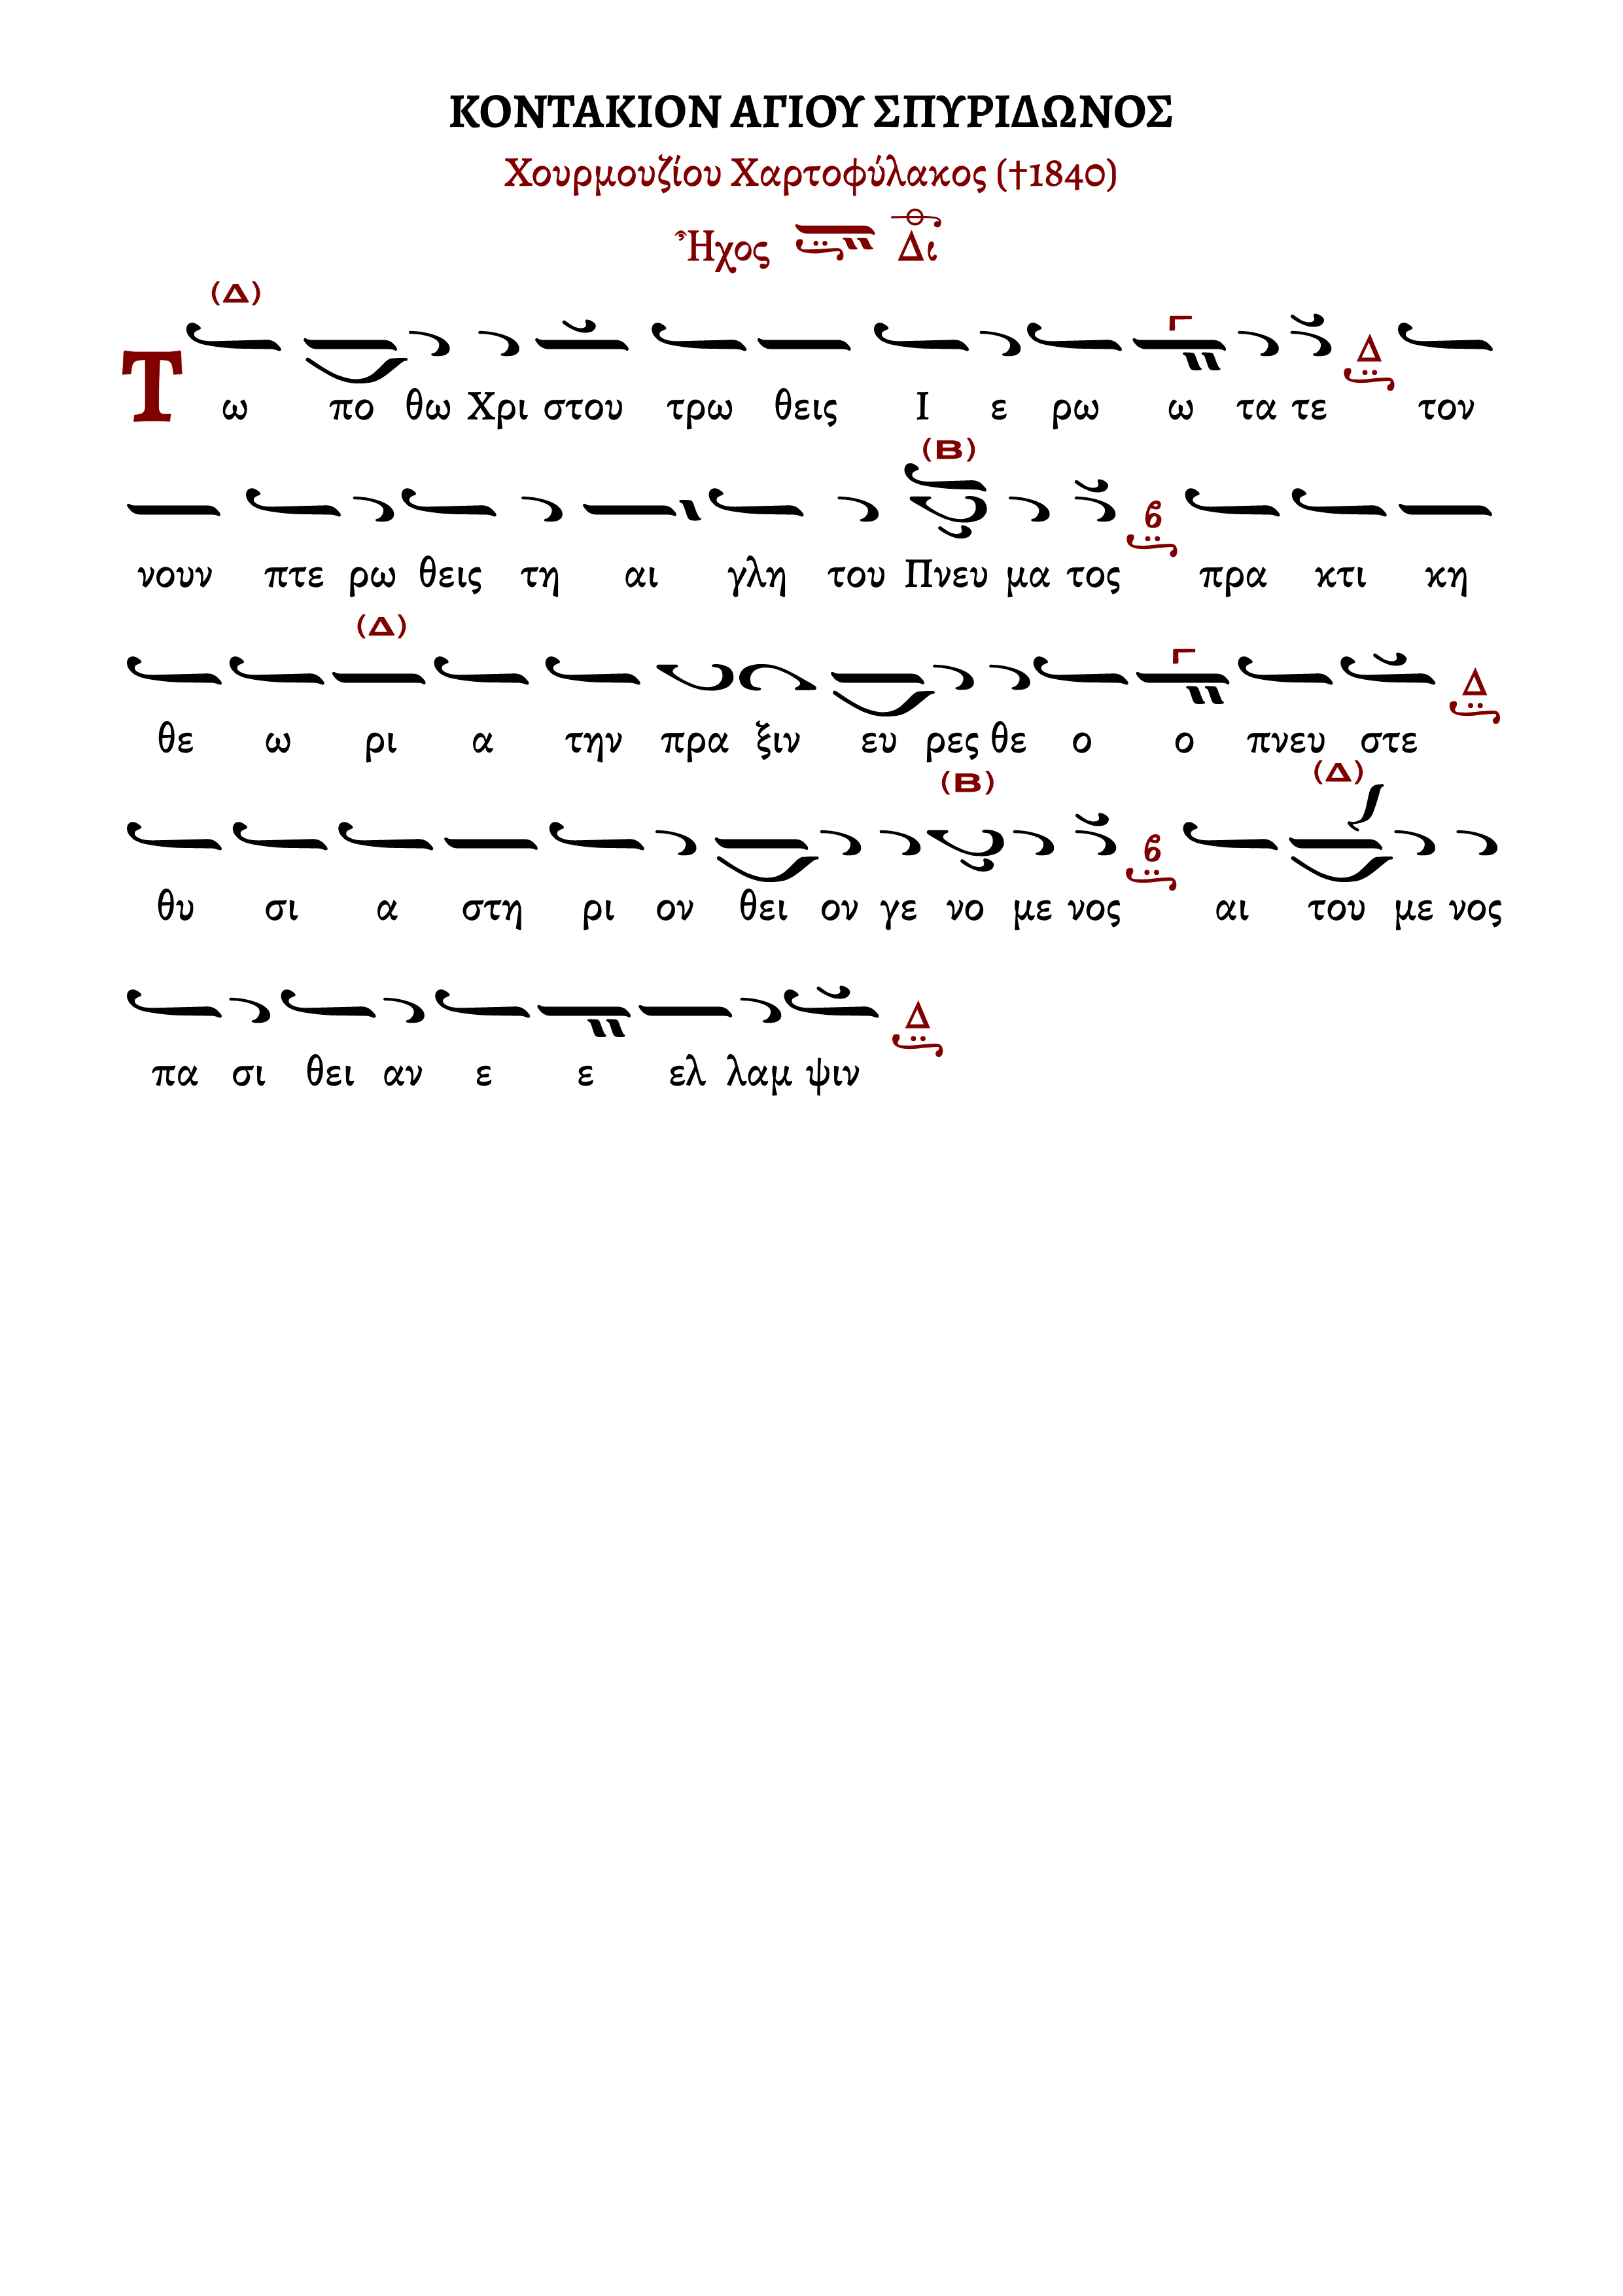 ΚΟΝΤΑΚΙΟΝ ΑΓΙΟΥ ΣΠΥΡΙΔΩΝΟΣ
Χουρμουζίου Χαρτοφύλακος (†1840)
Ἦχος Δι
(Δ)
Τ ω πο θω Χρι στου τρω θεις Ι ε ρω ω τα τε Δ τον
(Β)
νουν πτε ρω θεις τη αι γλη του Πνευ μα τος ϐ πρα κτι κη
(Δ)
θε ω ρι α την πρα ξιν ευ ρες θε ο ο πνευ στε Δ
(Β) (Δ)
θυ σι α στη ρι ον θει ον γε νο με νος ϐ αι του με νος
πα σι θει αν ε ε ελ λαμ ψιν Δ